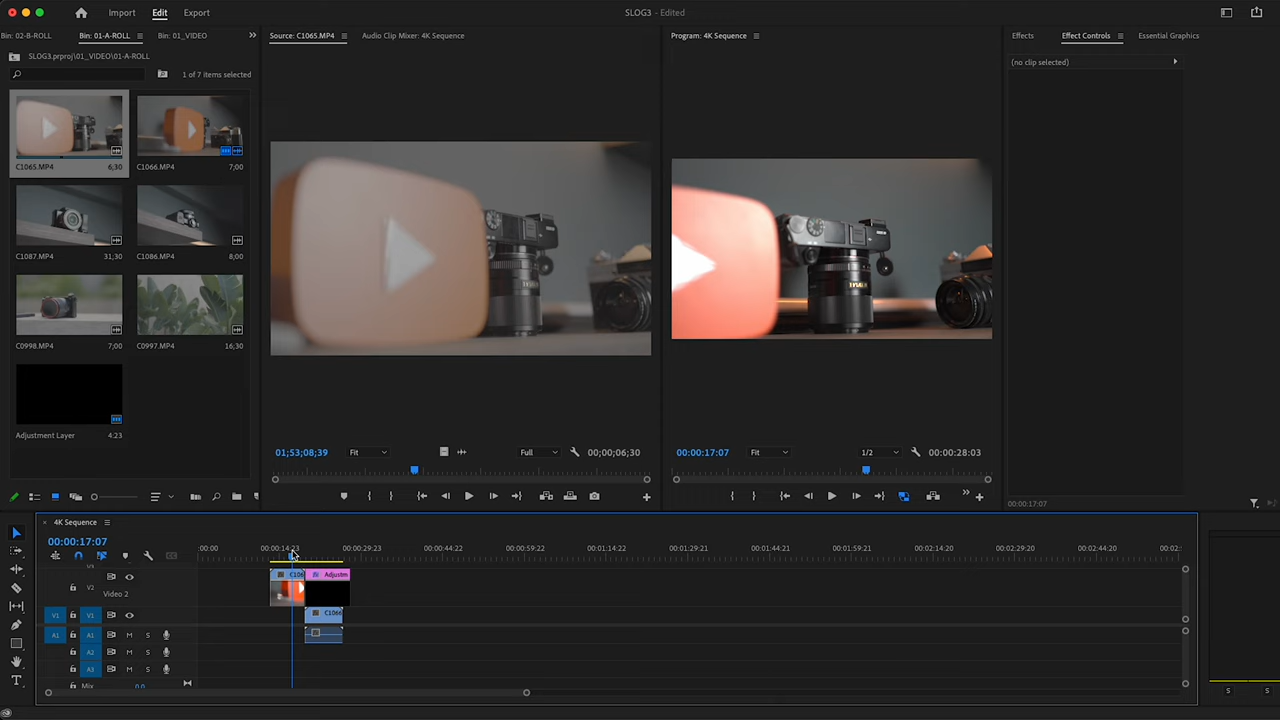 Import Edit Export SLOG3 - Edited
Bin: 02-B-ROLL Bin: 01-A-ROLL Bin: 01_VIDEO
SLOG3.prproj\01_VIDEO\01-A-ROLL
1 of 7 items selected
C1065.MP4 6;30 C1066.MP4 7;00
C1087.MP4 31;30 C1086.MP4 8;00
C0998.MP4 7;00 C0997.MP4 16;30
Adjustment Layer 4:23
Source: C1065.MP4 Audio Clip Mixer: 4K Sequence
01;53;08;39 Fit Full 00;00;06;30
Program: 4K Sequence
00:00:17:07 Fit 1/2 00:00:28:03
Effects Effect Controls Essential Graphics
(no clip selected)
00:00:17:07
4K Sequence
00:00:17:07
:00:00 00:00:14:23 00:00:29:23 00:00:44:22 00:00:59:22 00:01:14:22 00:01:29:21 00:01:44:21 00:01:59:21 00:02:14:20 00:02:29:20 00:02:44:20 00:02:
C106 Adjustm
V2 Video 2
V1 V1 C1066
A1 A1 M S
A2 M S
A3 M S
Mix 0.0
S S